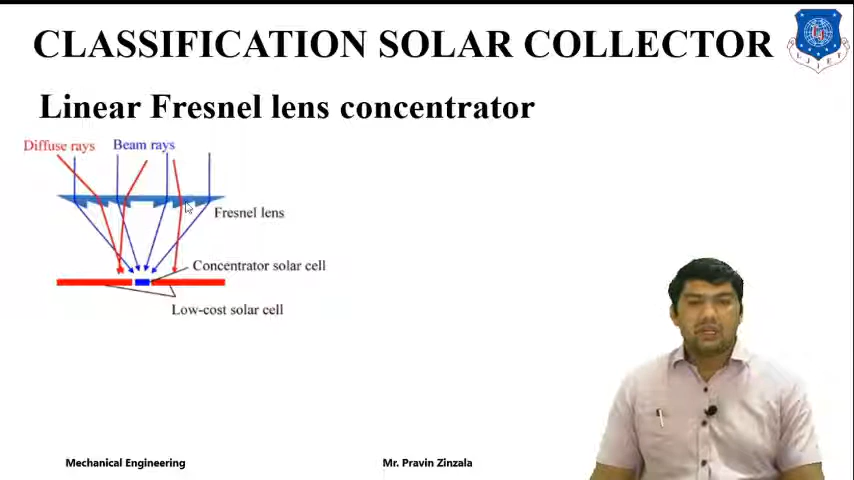 CLASSIFICATION SOLAR COLLECTOR
Linear Fresnel lens concentrator
Diffuse rays Beam rays
Fresnel lens
Concentrator solar cell
Low-cost solar cell
Mechanical Engineering Mr. Pravin Zinzala